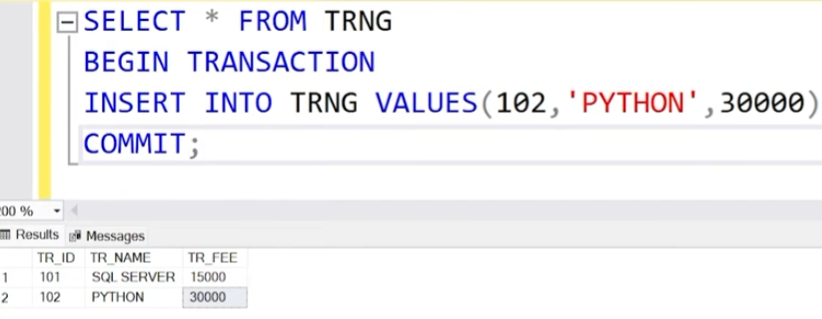 SELECT * FROM TRNG
BEGIN TRANSACTION
INSERT INTO TRNG VALUES(102,'PYTHON',30000)
COMMIT;
00 %
Results Messages
TR_ID TR_NAME TR_FEE
1 101 SQL SERVER 15000
2 102 PYTHON 30000